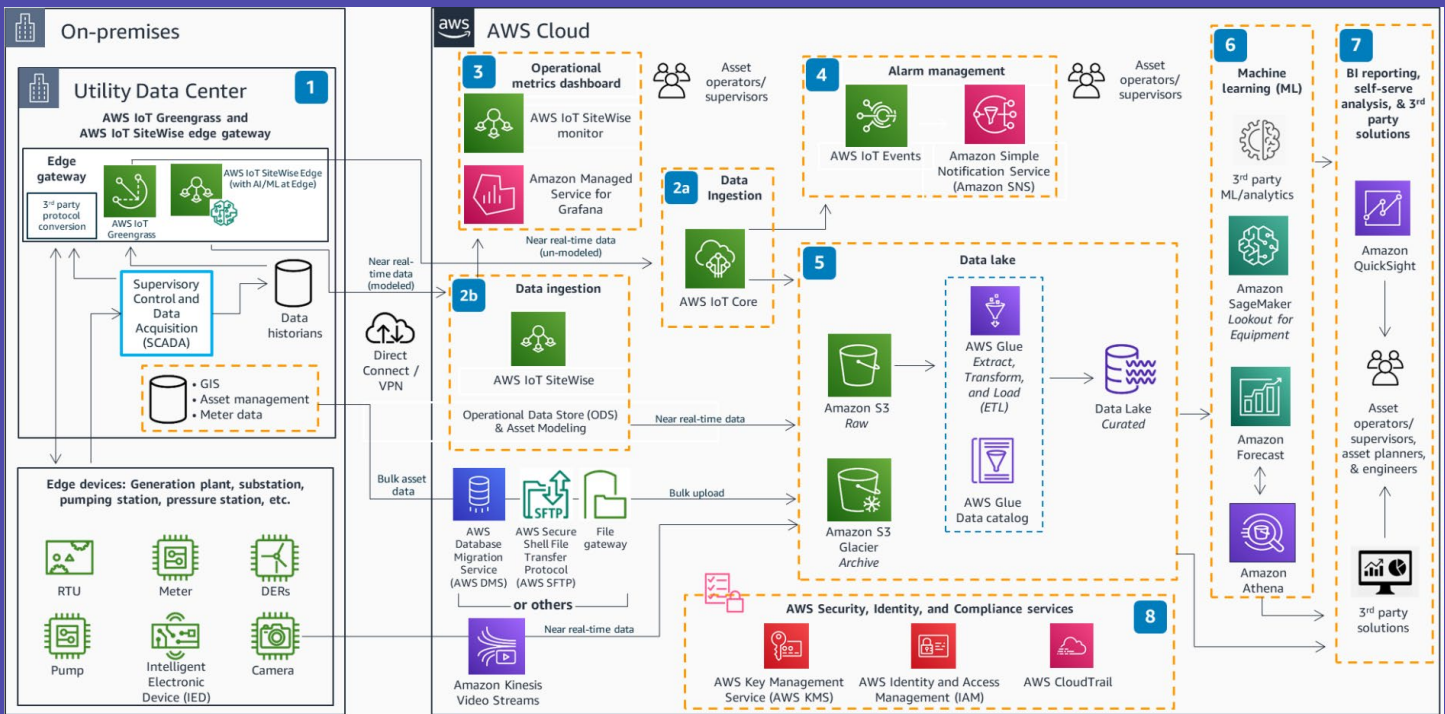 On-premises
Utility Data Center
1
AWS IoT Greengrass and
AWS IoT SiteWise edge gateway
Edge
gateway
3rd party
protocol
conversion
AWS IoT
Greengrass
AWS IoT SiteWise Edge
(with AI/ML at Edge)
Supervisory
Control and
Data
Acquisition
(SCADA)
Data
historians
• GIS
• Asset management
• Meter data
Edge devices: Generation plant, substation,
pumping station, pressure station, etc.
RTU
Meter
DERs
Pump
Intelligent
Electronic
Device (IED)
Camera
aws
AWS Cloud
Near real-
time data
(modeled)
Direct
Connect /
VPN
Bulk asset
data
3
Operational
metrics dashboard
AWS IoT SiteWise
monitor
Amazon Managed
Service for
Grafana
Asset
operators/
supervisors
Near real-time data
(un-modeled)
2b
Data ingestion
AWS IoT SiteWise
Operational Data Store (ODS)
& Asset Modeling
Near real-time data
2a
Data
Ingestion
AWS IoT Core
4
Alarm management
AWS IoT Events
Amazon Simple
Notification Service
(Amazon SNS)
Asset
operators/
supervisors
SFTP
AWS
Database
Migration
Service
(AWS DMS)
AWS Secure
Shell File
Transfer
Protocol
(AWS SFTP)
File
gateway
Bulk upload
or others
Near real-time data
Amazon Kinesis
Video Streams
5
Data lake
Amazon S3
Raw
Amazon S3
Glacier
Archive
AWS Glue
Extract,
Transform,
and Load
(ETL)
AWS Glue
Data catalog
Data Lake
Curated
AWS Security, Identity, and Compliance services
8
AWS Key Management
Service (AWS KMS)
AWS Identity and Access
Management (IAM)
AWS CloudTrail
6
Machine
learning (ML)
3rd party
ML/analytics
Amazon
SageMaker
Lookout for
Equipment
Amazon
Forecast
Amazon
Athena
7
BI reporting,
self-serve
analysis, & 3rd
party
solutions
Amazon
QuickSight
Asset
operators/
supervisors,
asset planners,
& engineers
3rd party
solutions